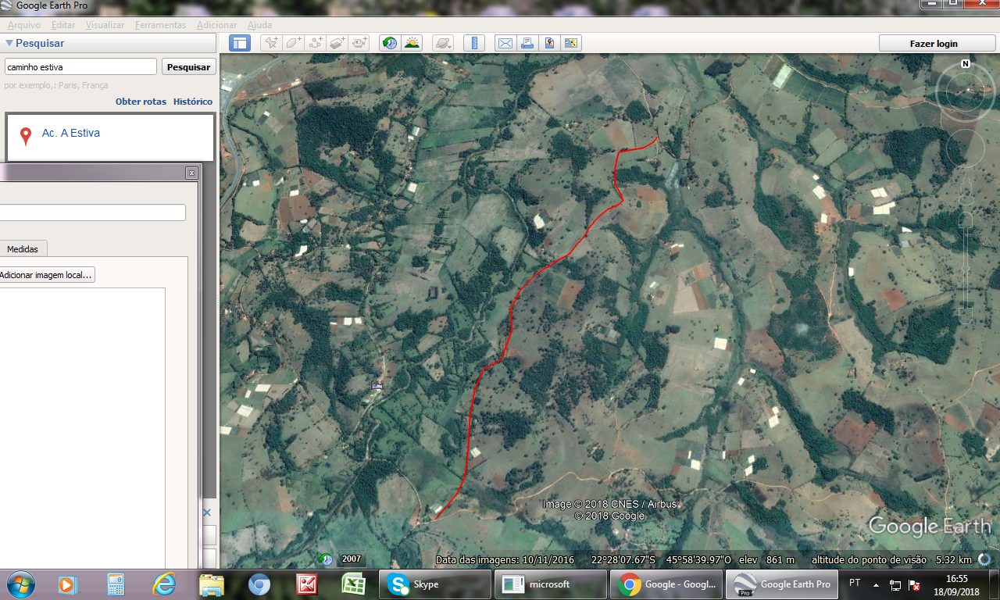 Google Earth Pro
Arquivo Editar Visualizar Ferramentas Adicionar Ajuda
Pesquisar
Fazer login
caminho estiva
Pesquisar
por exemplo,: Paris, França
Obter rotas Histórico
Ac. A Estiva
Medidas
Adicionar imagem local...
N
Image © 2018 CNES / Airbus
© 2018 Google
Google Earth
2007
Data das imagens: 10/11/2016 22°28'07.67"S 45°58'39.97"O elev 861 m altitude do ponto de visão 5.32 km
Skype
microsoft
Google - Googl...
Google Earth Pro
Pro
PT
16:55
18/09/2018